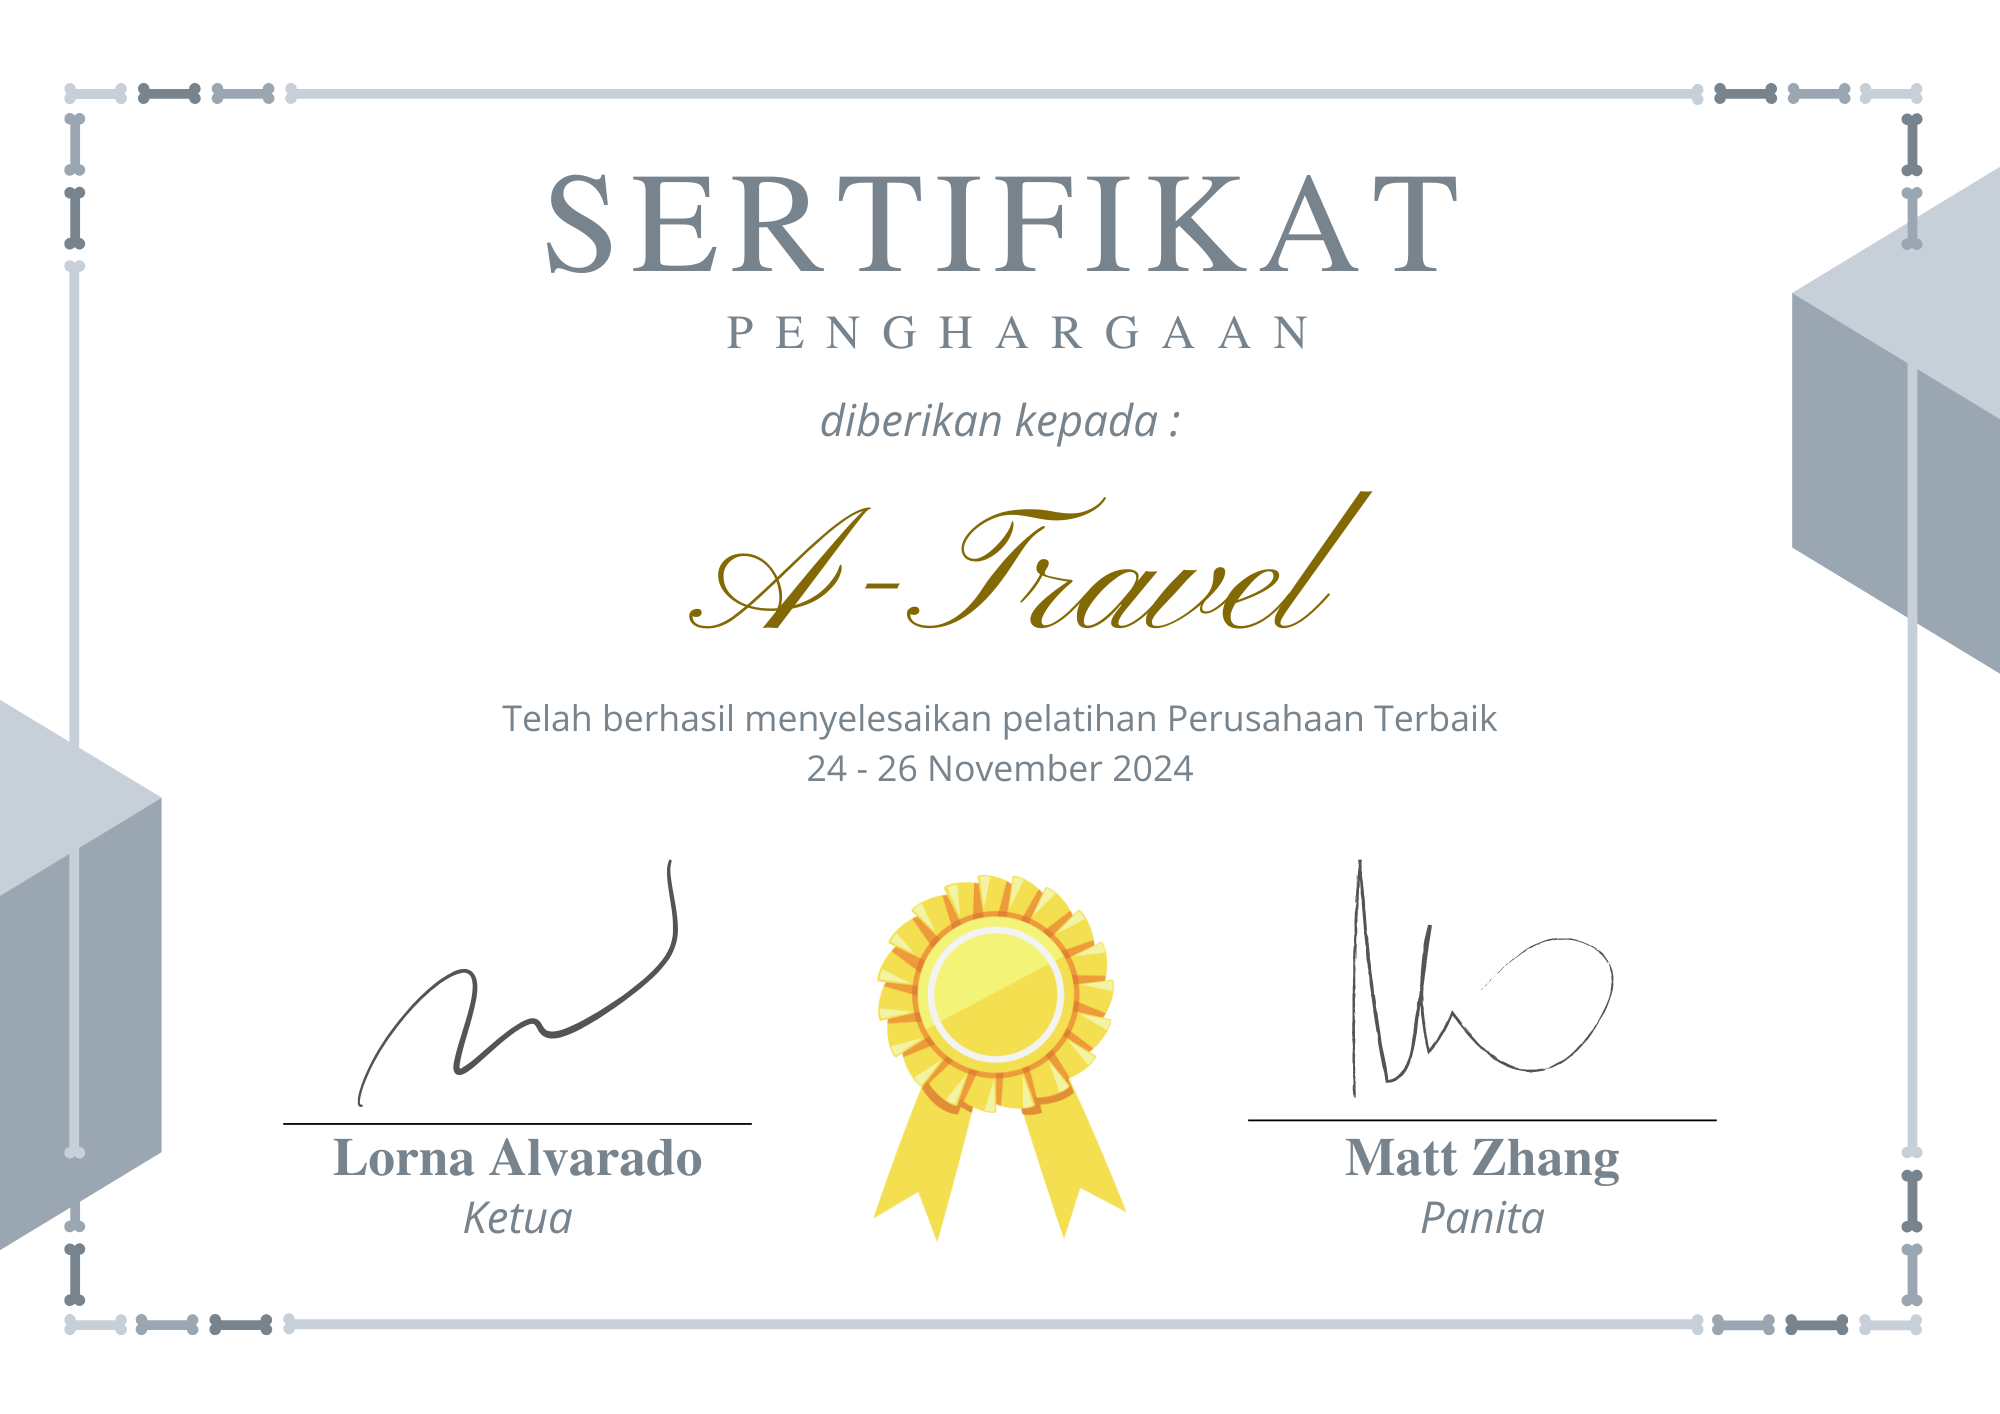 SERTIFIKAT
PENGHARGAAN
diberikan kepada :
A-Travel
Telah berhasil menyelesaikan pelatihan Perusahaan Terbaik
24 - 26 November 2024
Lorna Alvarado
Ketua
Matt Zhang
Panita